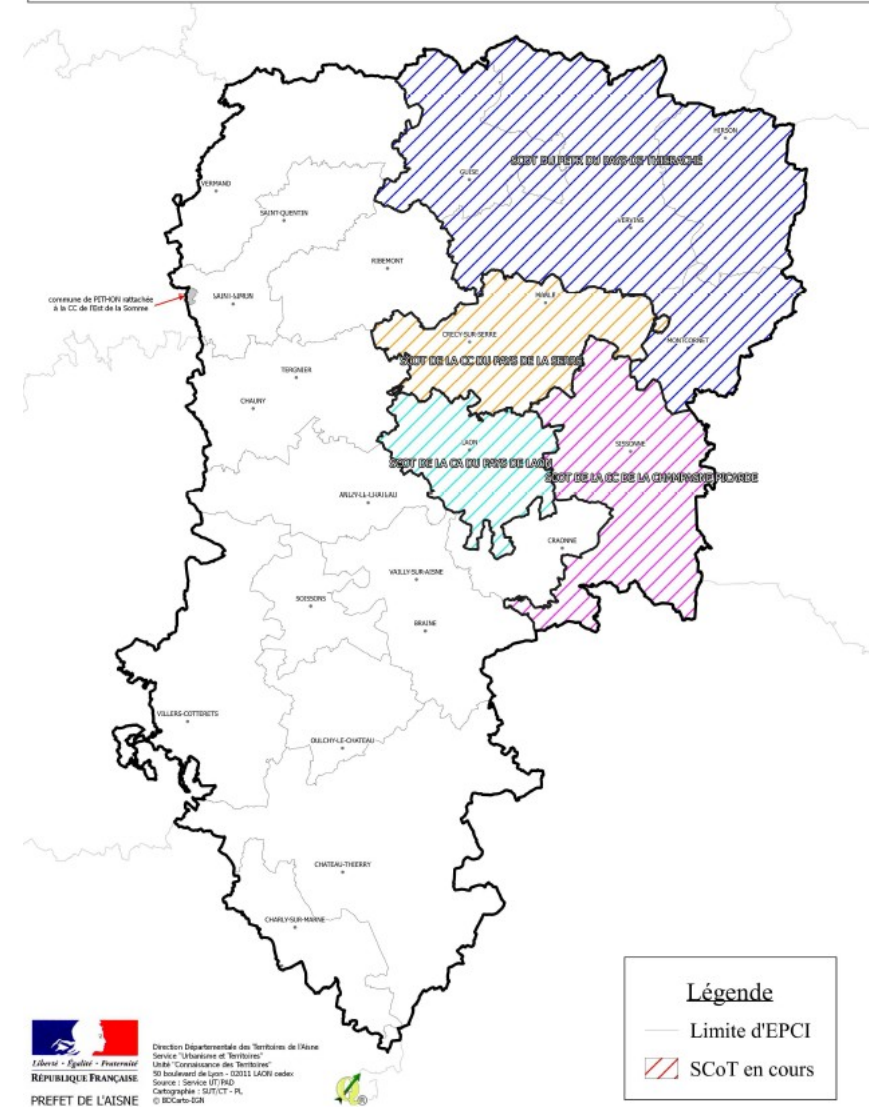 HIRSON
SCOT DU PETR DU PAYS DE THIERACHE
GUISE
VERMAND
SAINT-QUENTIN
VERVINS
RIBEMONT
commune de PITHON rattachée
à la CC de l'Est de la Somme
SAINT-SIMON
MARLE
CRECY-SUR-SERRE
MONTCORNET
SCOT DE LA CC DU PAYS DE LA SERRE
TERGNIER
CHAUNY
LAON
SISSONNE
SCOT DE LA CA DU PAYS DE LAON
SCOT DE LA CC DE LA CHAMPAGNE PICARDE
ANIZY-LE-CHATEAU
CRAONNE
VAILLY-SUR-AISNE
SOISSONS
BRAINE
VILLERS-COTTERETS
OULCHY-LE-CHATEAU
CHATEAU-THIERRY
CHARLY-SUR-MARNE
Légende
Limite d'EPCI
SCoT en cours
Liberté • Égalité • Fraternité
RÉPUBLIQUE FRANÇAISE
PREFET DE L'AISNE
Direction Départementale des Territoires de l'Aisne
Service "Urbanisme et Territoires"
Unité "Connaissance des Territoires"
50 boulevard de Lyon - 02011 LAON cedex
Source : Service UT/PAD
Cartographie : SUT/CT - PL
© BDCarto-IGN